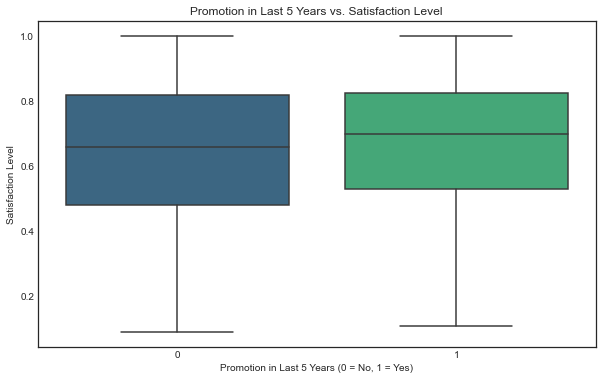 Promotion in Last 5 Years vs. Satisfaction Level
1.0
0.8
0.6
0.4
0.2
Satisfaction Level
0 1
Promotion in Last 5 Years (0 = No, 1 = Yes)